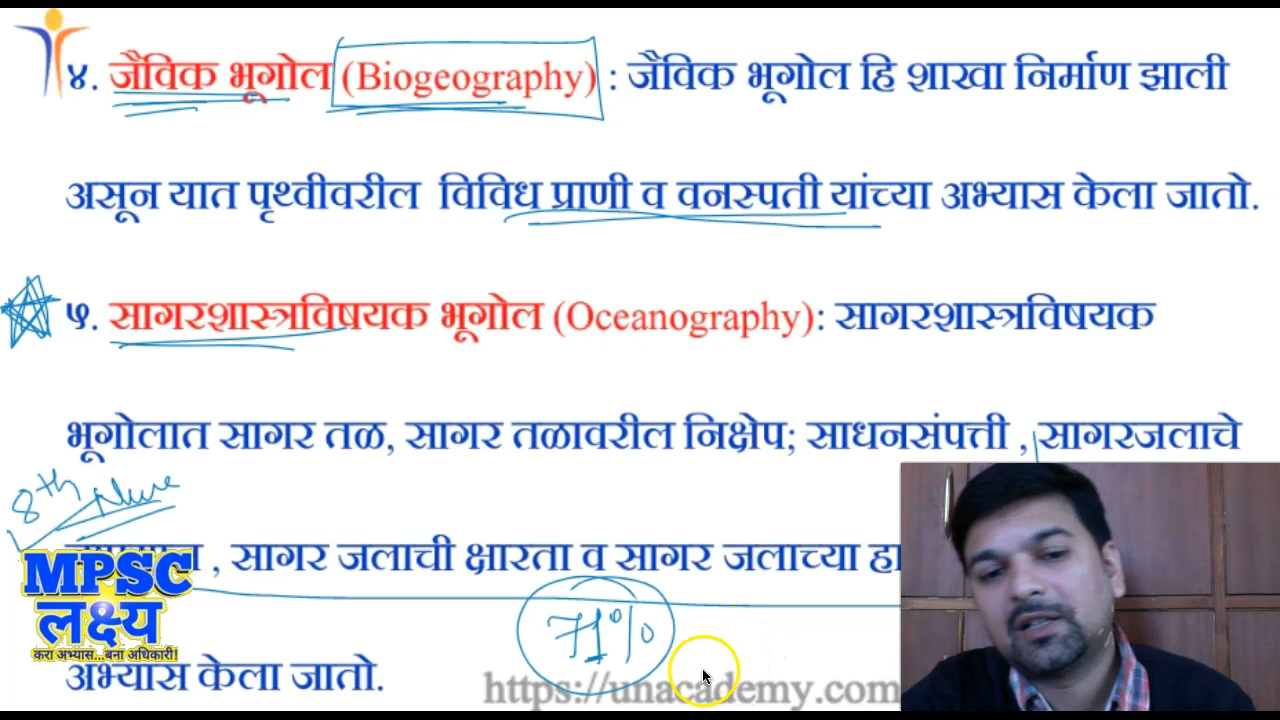 ४. जैविक भूगोल (Biogeography) : जैविक भूगोल हि शाखा निर्माण झाली
असून यात पृथ्वीवरील विविध प्राणी व वनस्पती यांच्या अभ्यास केला जातो.
५. सागरशास्त्रविषयक भूगोल (Oceanography): सागरशास्त्रविषयक
भूगोलात सागर तळ, सागर तळावरील निक्षेप; साधनसंपत्ती , सागरजलाचे
8th June
, सागर जलाची क्षारता व सागर जलाच्या
MPSC
लक्ष्य
करा अभ्यास...बना अधिकारी!
71%
अभ्यास केला जातो.
https://unacademy.com